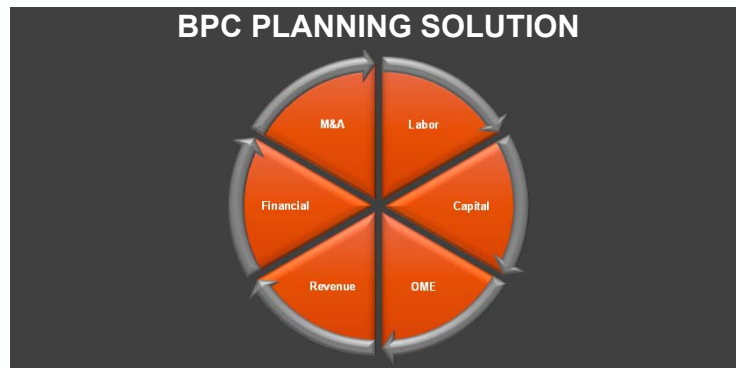 BPC PLANNING SOLUTION
M&A
Labor
Financial
Capital
Revenue
OME